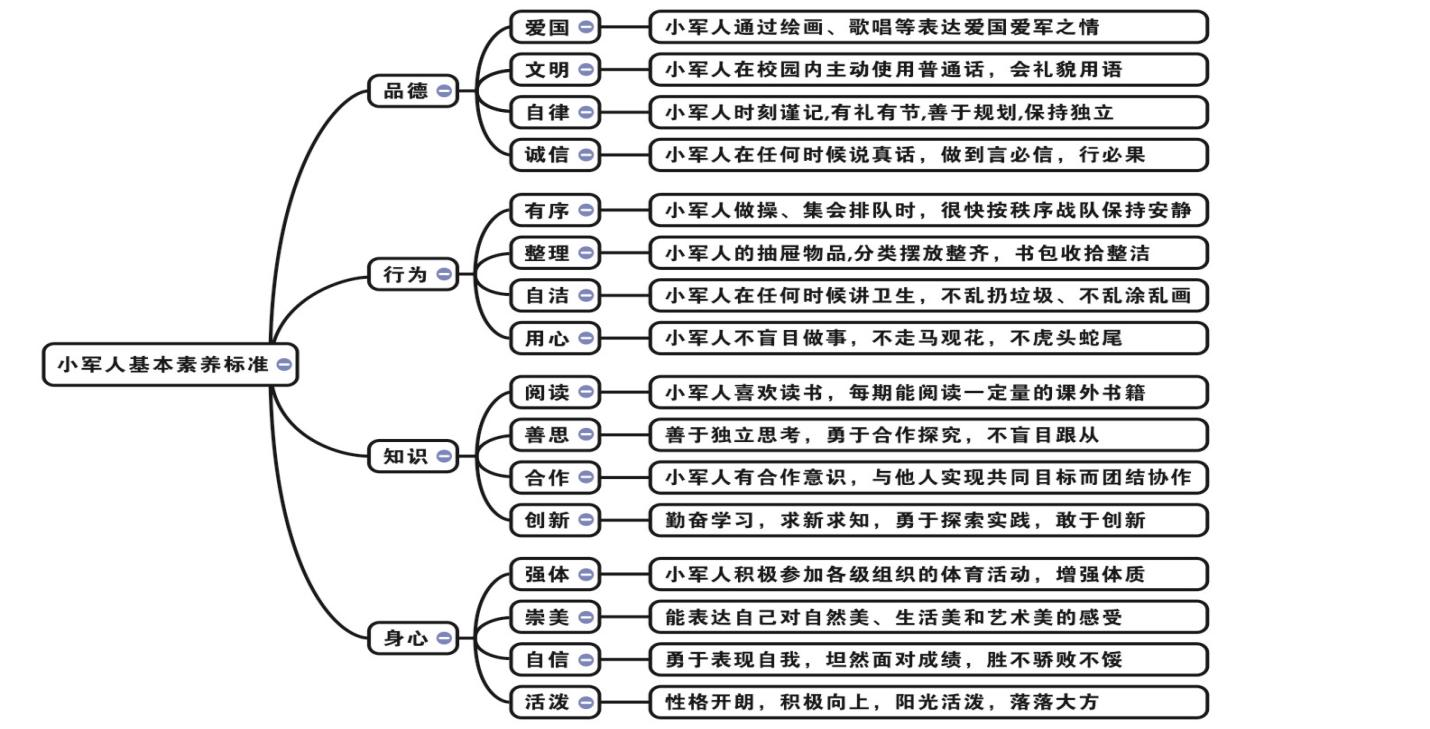 小军人基本素养标准
品德
爱国 小军人通过绘画、歌唱等表达爱国爱军之情
文明 小军人在校园内主动使用普通话，会礼貌用语
自律 小军人时刻谨记,有礼有节,善于规划,保持独立
诚信 小军人在任何时候说真话，做到言必信，行必果
行为
有序 小军人做操、集会排队时，很快按秩序战队保持安静
整理 小军人的抽屉物品,分类摆放整齐，书包收拾整洁
自洁 小军人在任何时候讲卫生，不乱扔垃圾、不乱涂乱画
用心 小军人不盲目做事，不走马观花，不虎头蛇尾
知识
阅读 小军人喜欢读书，每期能阅读一定量的课外书籍
善思 善于独立思考，勇于合作探究，不盲目跟从
合作 小军人有合作意识，与他人实现共同目标而团结协作
创新 勤奋学习，求新求知，勇于探索实践，敢于创新
身心
强体 小军人积极参加各级组织的体育活动，增强体质
崇美 能表达自己对自然美、生活美和艺术美的感受
自信 勇于表现自我，坦然面对成绩，胜不骄败不馁
活泼 性格开朗，积极向上，阳光活泼，落落大方